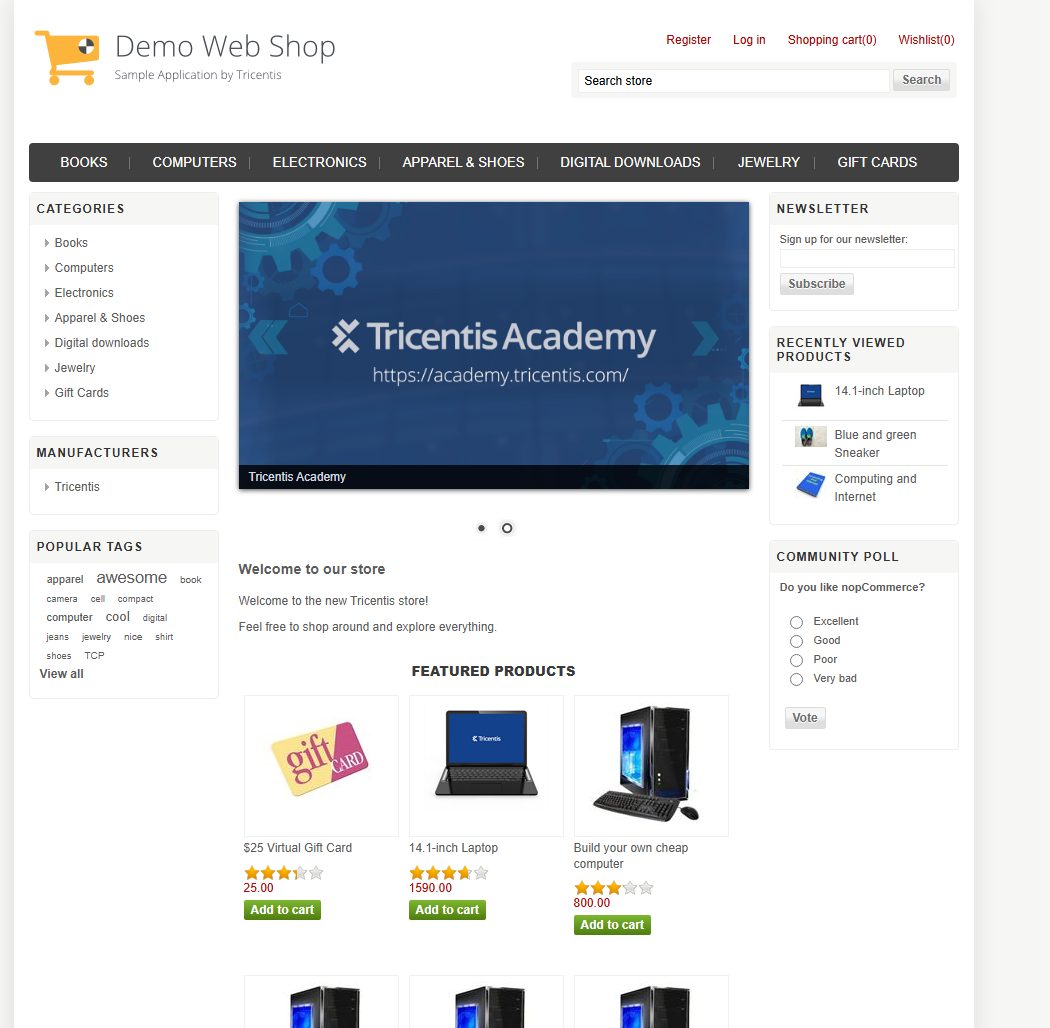 Demo Web Shop
Sample Application by Tricentis
Register Log in Shopping cart(0) Wishlist(0)
Search store Search
BOOKS COMPUTERS ELECTRONICS APPAREL & SHOES DIGITAL DOWNLOADS JEWELRY GIFT CARDS
CATEGORIES
Books
Computers
Electronics
Apparel & Shoes
Digital downloads
Jewelry
Gift Cards
MANUFACTURERS
Tricentis
POPULAR TAGS
apparel awesome book
camera cell compact
computer cool digital
jeans jewelry nice shirt
shoes TCP
View all
Tricentis Academy
https://academy.tricentis.com/
Tricentis Academy
Welcome to our store
Welcome to the new Tricentis store!
Feel free to shop around and explore everything.
FEATURED PRODUCTS
gift CARD
Tricentis
$25 Virtual Gift Card
25.00
Add to cart
14.1-inch Laptop
1590.00
Add to cart
Build your own cheap
computer
800.00
Add to cart
NEWSLETTER
Sign up for our newsletter:
Subscribe
RECENTLY VIEWED
PRODUCTS
14.1-inch Laptop
Blue and green
Sneaker
Computing and
Internet
COMMUNITY POLL
Do you like nopCommerce?
Excellent
Good
Poor
Very bad
Vote